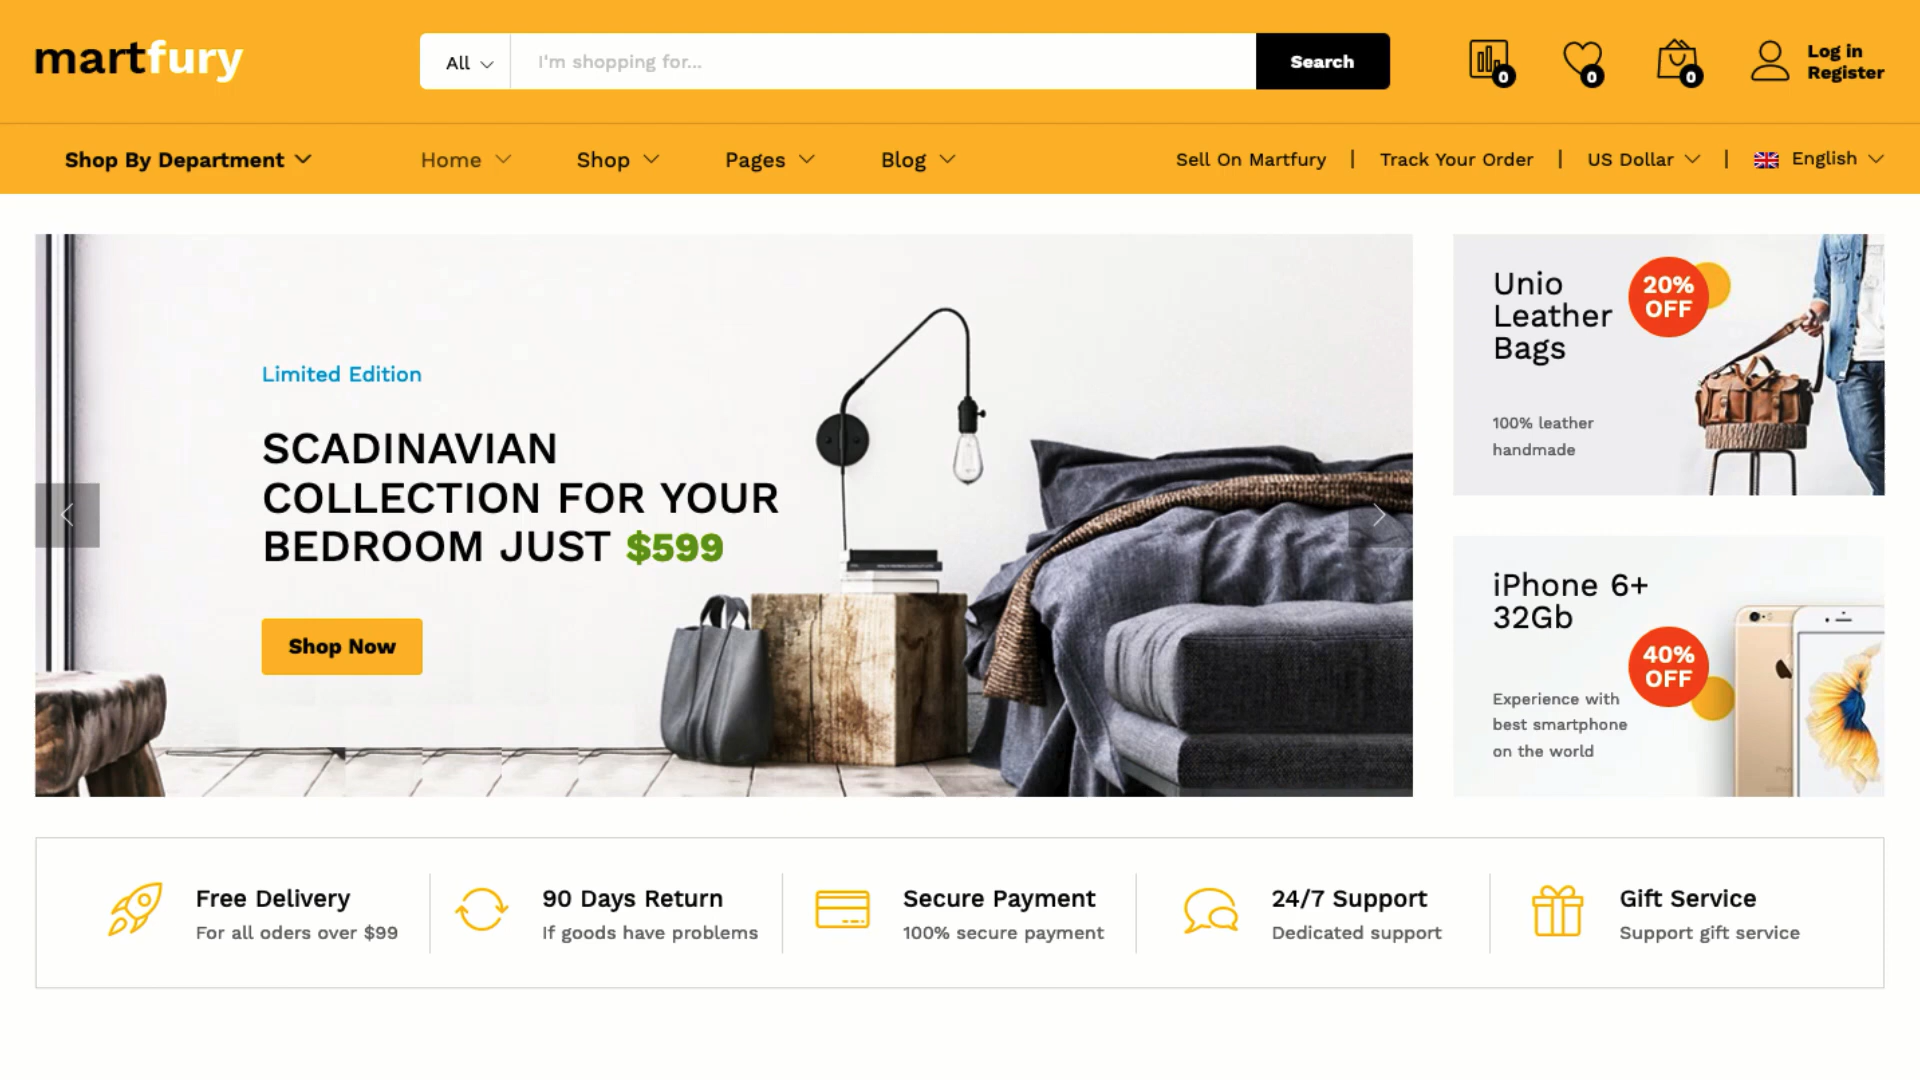 martfury
All
I'm shopping for...
Search
0
0
0
Log in
Register
Shop By Department
Home
Shop
Pages
Blog
Sell On Martfury
|
Track Your Order
|
US Dollar
|
English
Limited Edition
SCADINAVIAN
COLLECTION FOR YOUR
BEDROOM JUST $599
Shop Now
Unio
Leather
Bags
20%
OFF
100% leather
handmade
iPhone 6+
32Gb
40%
OFF
Experience with
best smartphone
on the world
Free Delivery
For all oders over $99
90 Days Return
If goods have problems
Secure Payment
100% secure payment
24/7 Support
Dedicated support
Gift Service
Support gift service